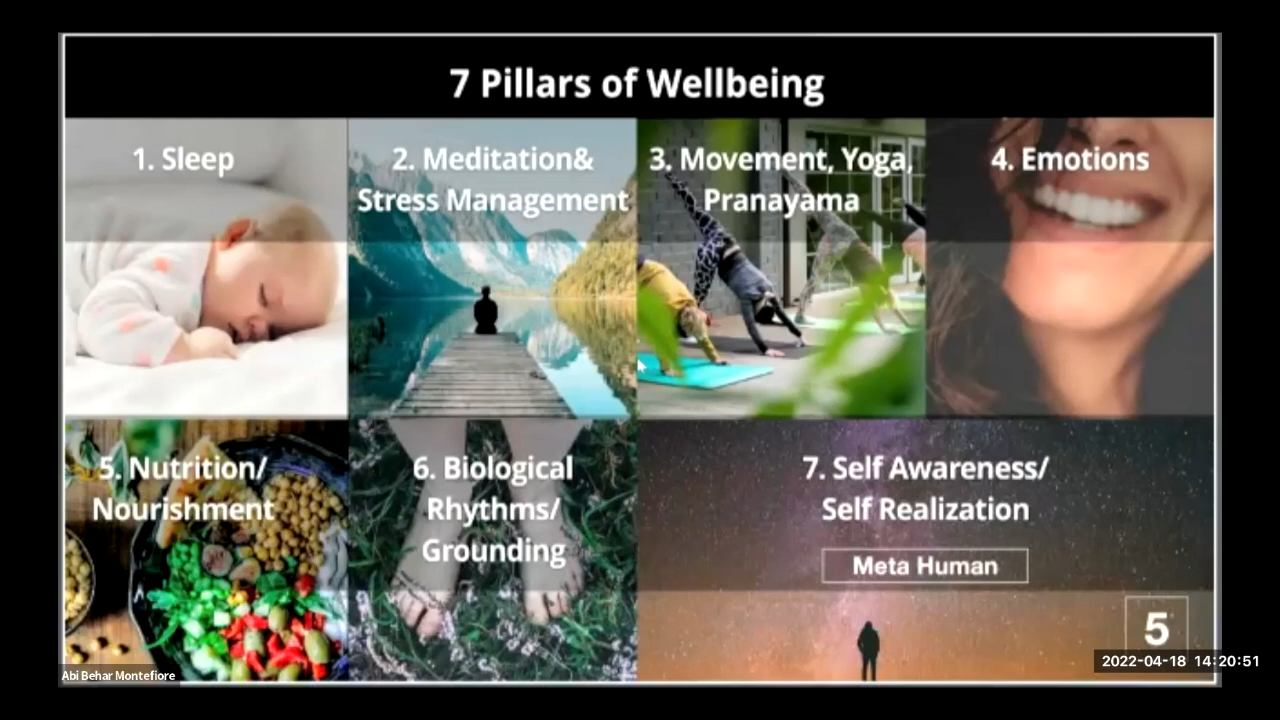 7 Pillars of Wellbeing
1. Sleep
2. Meditation&
Stress Management
3. Movement, Yoga,
Pranayama
4. Emotions
5. Nutrition/
Nourishment
6. Biological
Rhythms/
Grounding
7. Self Awareness/
Self Realization
Meta Human
5
Abi Behar Montefiore
2022-04-18 14:20:51